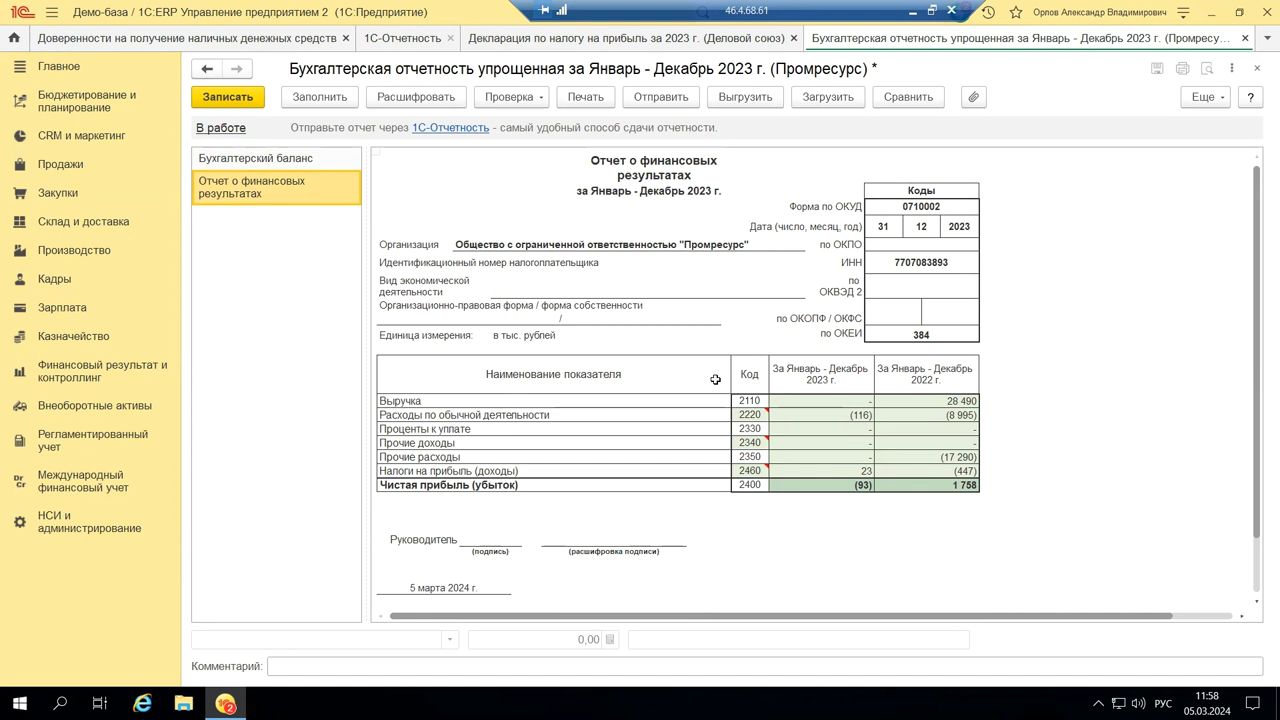 Демо-база / 1С:ERP Управление предприятием 2 (1С:Предприятие)
46.4.68.61
Орлов Александр Владимирович
Доверенности на получение наличных денежных средств
1С-Отчетность
Декларация по налогу на прибыль за 2023 г. (Деловой союз)
Бухгалтерская отчетность упрощенная за Январь - Декабрь 2023 г. (Промресу...
Главное
Бюджетирование и
планирование
CRM и маркетинг
Продажи
Закупки
Склад и доставка
Производство
Кадры
Зарплата
Казначейство
Финансовый результат и
контроллинг
Внеоборотные активы
Регламентированный
учет
Международный
финансовый учет
НСИ и
администрирование
Бухгалтерская отчетность упрощенная за Январь - Декабрь 2023 г. (Промресурс) *
Записать Заполнить Расшифровать Проверка Печать Отправить Выгрузить Загрузить Сравнить Еще ?
В работе Отправьте отчет через 1С-Отчетность - самый удобный способ сдачи отчетности.
Бухгалтерский баланс
Отчет о финансовых
результатах
Отчет о финансовых
результатах
за Январь - Декабрь 2023 г.
Коды
Форма по ОКУД 0710002
Дата (число, месяц, год) 31 12 2023
Организация Общество с ограниченной ответственностью "Промресурс" по ОКПО
Идентификационный номер налогоплательщика ИНН 7707083893
Вид экономической
деятельности
по
ОКВЭД 2
Организационно-правовая форма / форма собственности
/ по ОКОПФ / ОКФС
Единица измерения: в тыс. рублей по ОКЕИ 384
Наименование показателя Код За Январь - Декабрь
2023 г. За Январь - Декабрь
2022 г.
Выручка 2110 - 28 490
Расходы по обычной деятельности 2220 (116) (8 995)
Проценты к уплате 2330 - -
Прочие доходы 2340 - -
Прочие расходы 2350 - (17 290)
Налоги на прибыль (доходы) 2460 23 (447)
Чистая прибыль (убыток) 2400 (93) 1 758
Руководитель
(подпись) (расшифровка подписи)
5 марта 2024 г.
0,00
Комментарий:
РУС
11:58
05.03.2024